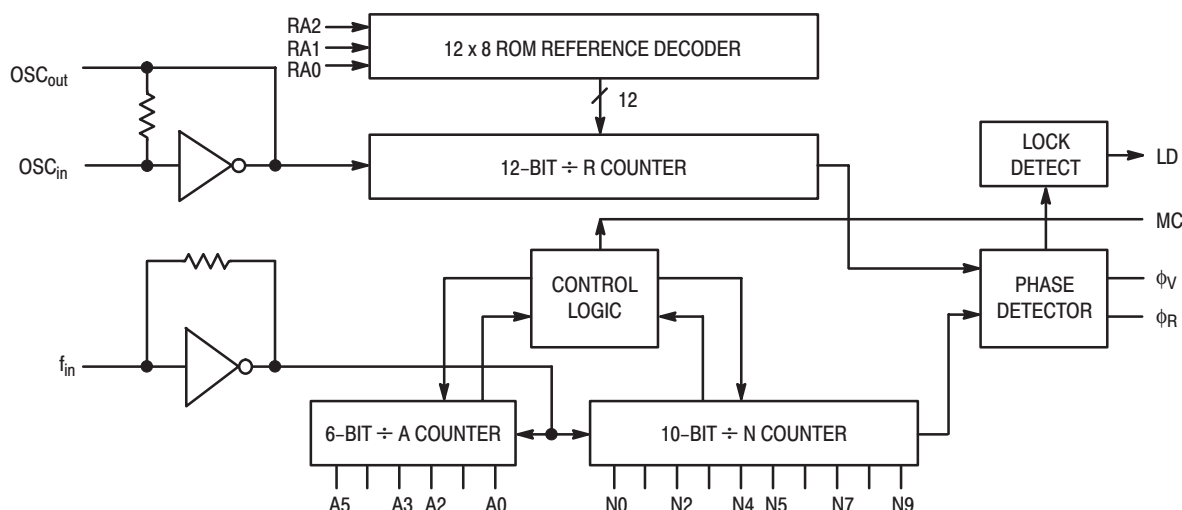 RA2
RA1
RA0
12 x 8 ROM REFERENCE DECODER
OSCout
12
OSCin
12–BIT ÷ R COUNTER
LOCK
DETECT
LD
MC
CONTROL
LOGIC
PHASE
DETECTOR
ϕV
ϕR
fin
6–BIT ÷ A COUNTER
10–BIT ÷ N COUNTER
A5 A3 A2 A0 N0 N2 N4 N5 N7 N9